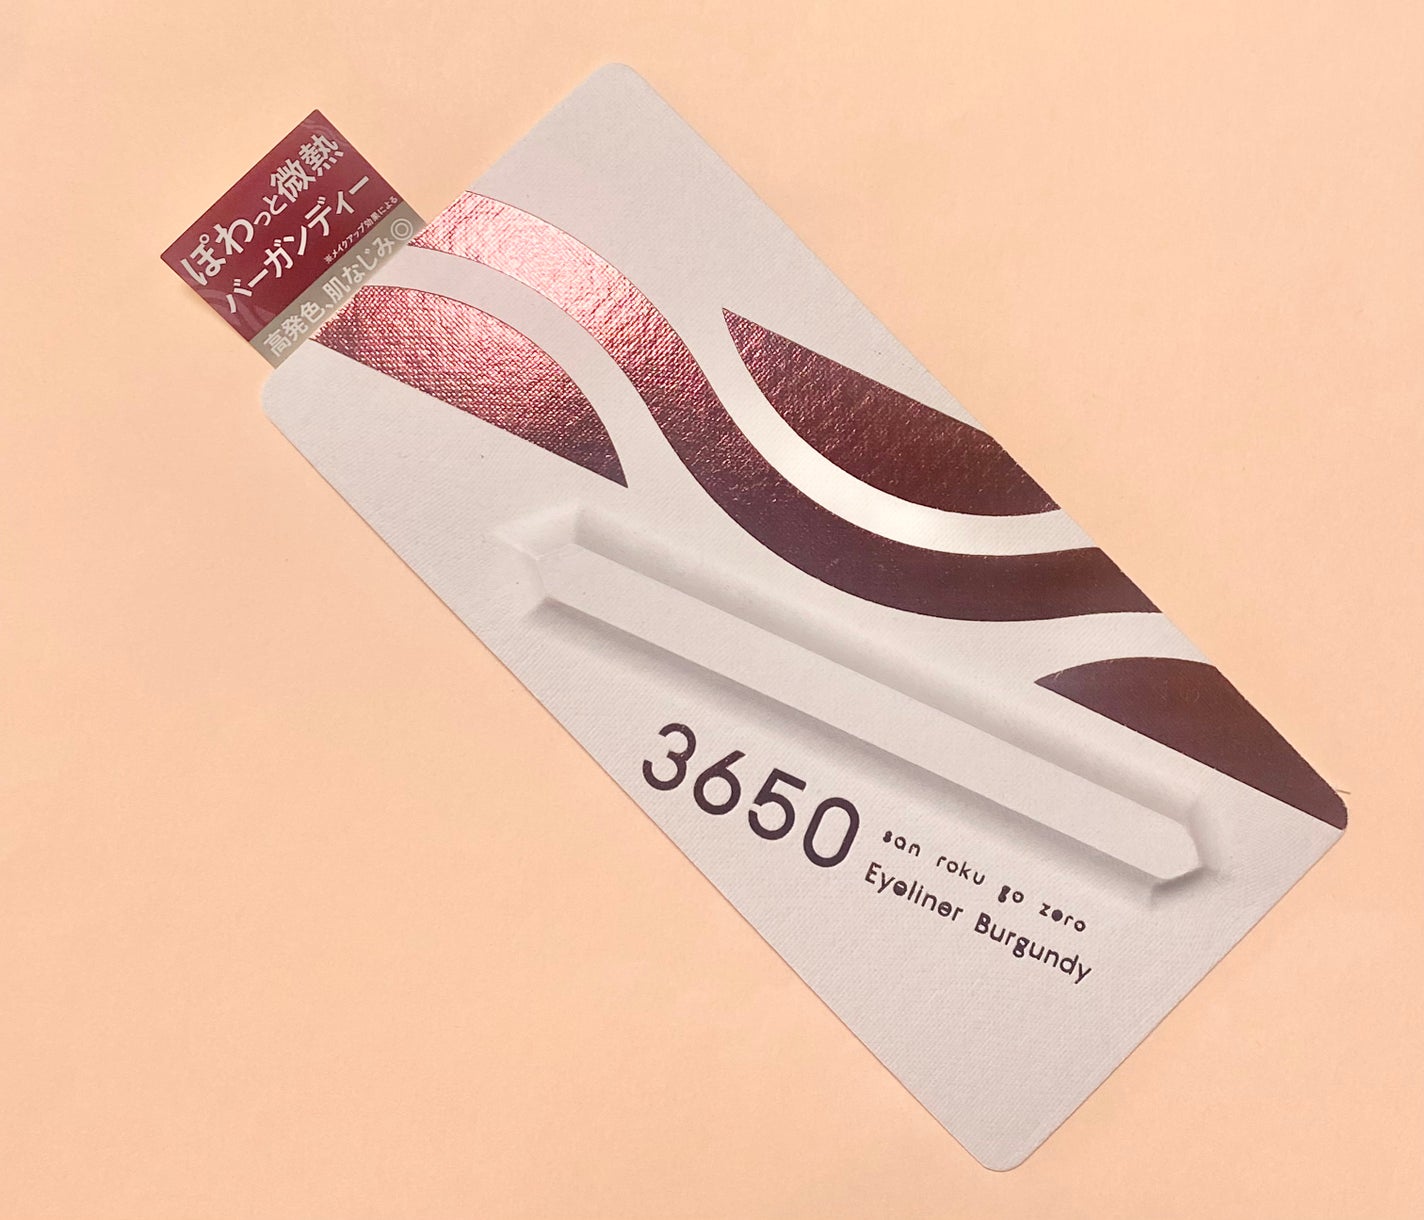 ぽわっと微熱
バーガンディー
※メイクアップ効果による
高発色、肌なじみ◎
3650
san roku go zero
Eyeliner Burgundy